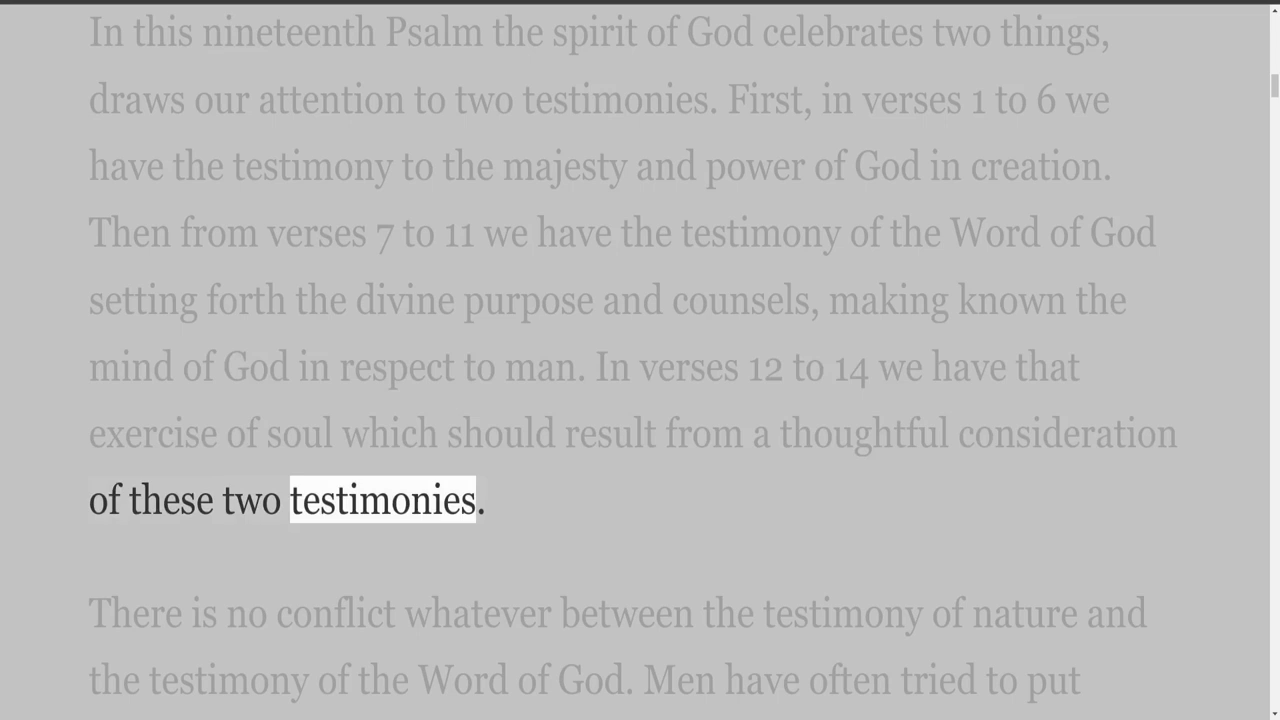 In this nineteenth Psalm the spirit of God celebrates two things,
draws our attention to two testimonies. First, in verses 1 to 6 we
have the testimony to the majesty and power of God in creation.
Then from verses 7 to 11 we have the testimony of the Word of God
setting forth the divine purpose and counsels, making known the
mind of God in respect to man. In verses 12 to 14 we have that
exercise of soul which should result from a thoughtful consideration
of these two testimonies.
There is no conflict whatever between the testimony of nature and
the testimony of the Word of God. Men have often tried to put